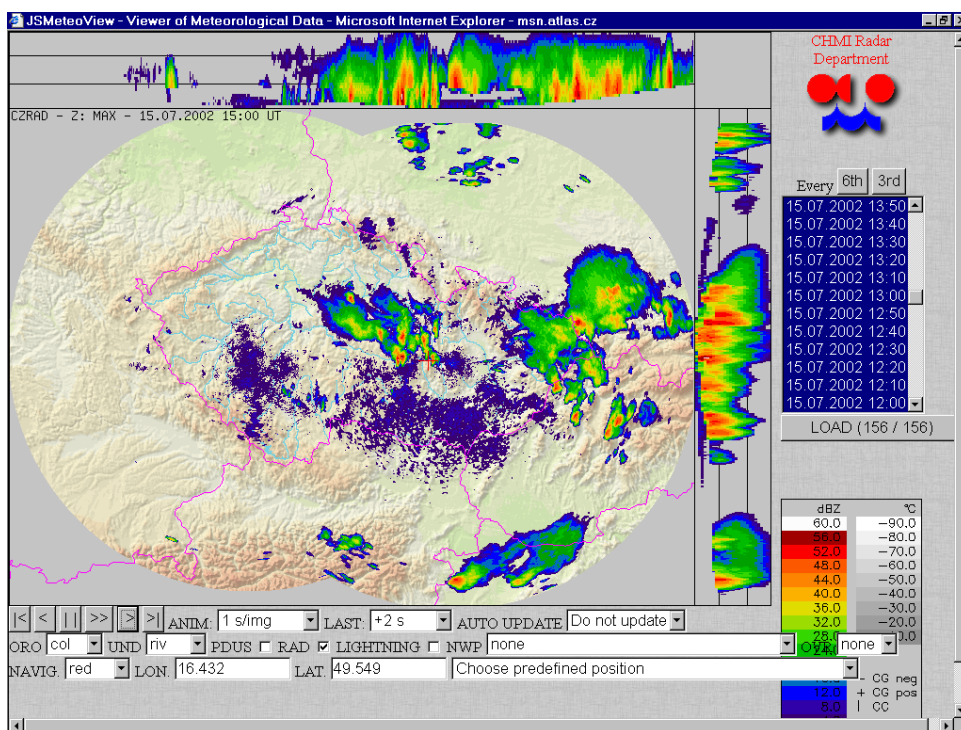 JSMeteoView - Viewer of Meteorological Data - Microsoft Internet Explorer - msn.atlas.cz
CHMI Radar
Department
CZRAD - Z: MAX - 15.07.2002 15:00 UT
Every 6th 3rd
15.07.2002 13:50
15.07.2002 13:40
15.07.2002 13:30
15.07.2002 13:20
15.07.2002 13:10
15.07.2002 13:00
15.07.2002 12:50
15.07.2002 12:40
15.07.2002 12:30
15.07.2002 12:20
15.07.2002 12:10
15.07.2002 12:00
LOAD (156 / 156)
dBZ °C
60.0 -90.0
56.0 -80.0
52.0 -70.0
48.0 -60.0
44.0 -50.0
40.0 -40.0
36.0 -30.0
32.0 -20.0
28.0
|< < || >> > >| ANIM: 1 s/img LAST: +2 s AUTO UPDATE Do not update
ORO col UND riv PDUS RAD LIGHTNING NWP none none
NAVIG. red LON. 16.432 LAT. 49.549 Choose predefined position
- CG neg
12.0 + CG pos
8.0 | CC